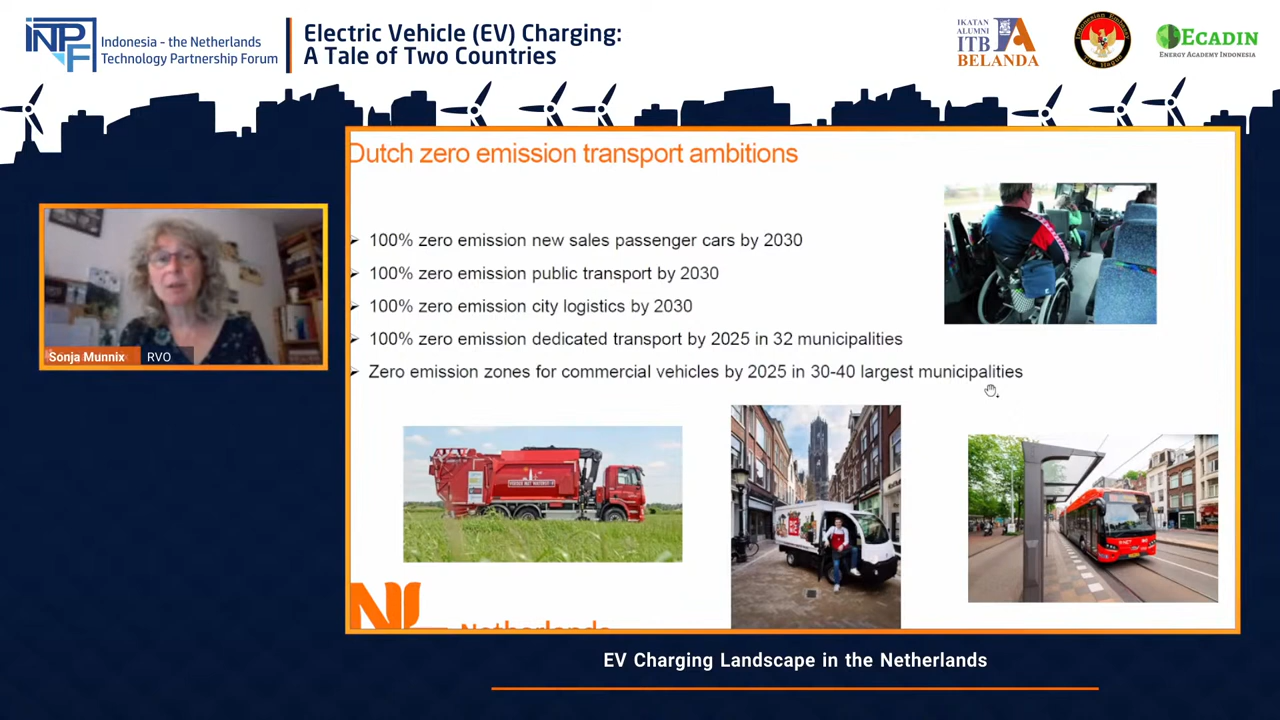 INPF
Indonesia - the Netherlands
Technology Partnership Forum
Electric Vehicle (EV) Charging:
A Tale of Two Countries
IKATAN
ALUMNI
ITB
BELANDA
ECADIN
ENERGY ACADEMY INDONESIA
Dutch zero emission transport ambitions
100% zero emission new sales passenger cars by 2030
100% zero emission public transport by 2030
100% zero emission city logistics by 2030
100% zero emission dedicated transport by 2025 in 32 municipalities
Zero emission zones for commercial vehicles by 2025 in 30-40 largest municipalities
Sonja Munnix RVO
NL
Netherlands
EV Charging Landscape in the Netherlands